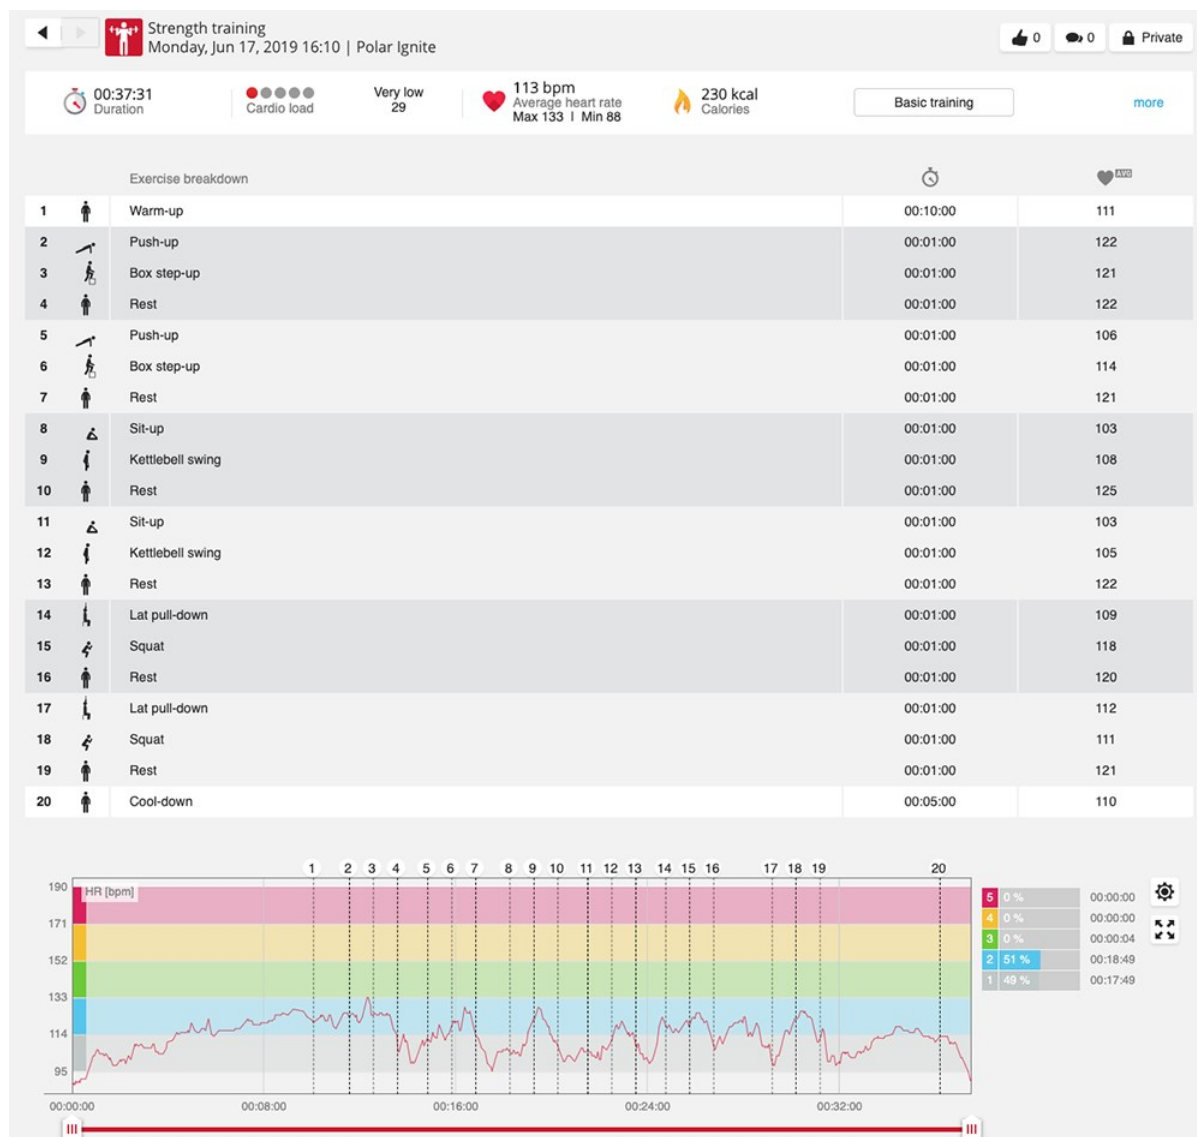 Strength training
Monday, Jun 17, 2019 16:10 | Polar Ignite
0 0 Private
00:37:31
Duration
Cardio load
Very low
29
113 bpm
Average heart rate
Max 133 | Min 88
230 kcal
Calories
Basic training
more
Exercise breakdown AVG
1 Warm-up 00:10:00 111
2 Push-up 00:01:00 122
3 Box step-up 00:01:00 121
4 Rest 00:01:00 122
5 Push-up 00:01:00 106
6 Box step-up 00:01:00 114
7 Rest 00:01:00 121
8 Sit-up 00:01:00 103
9 Kettlebell swing 00:01:00 108
10 Rest 00:01:00 125
11 Sit-up 00:01:00 103
12 Kettlebell swing 00:01:00 105
13 Rest 00:01:00 122
14 Lat pull-down 00:01:00 109
15 Squat 00:01:00 118
16 Rest 00:01:00 120
17 Lat pull-down 00:01:00 112
18 Squat 00:01:00 111
19 Rest 00:01:00 121
20 Cool-down 00:05:00 110
1 2 3 4 5 6 7 8 9 10 11 12 13 14 15 16 17 18 19 20
HR [bpm]
190
171
152
133
114
95
00:00:00 00:08:00 00:16:00 00:24:00 00:32:00
5 0 % 00:00:00
4 0 % 00:00:00
3 0 % 00:00:04
2 51 % 00:18:49
1 49 % 00:17:49